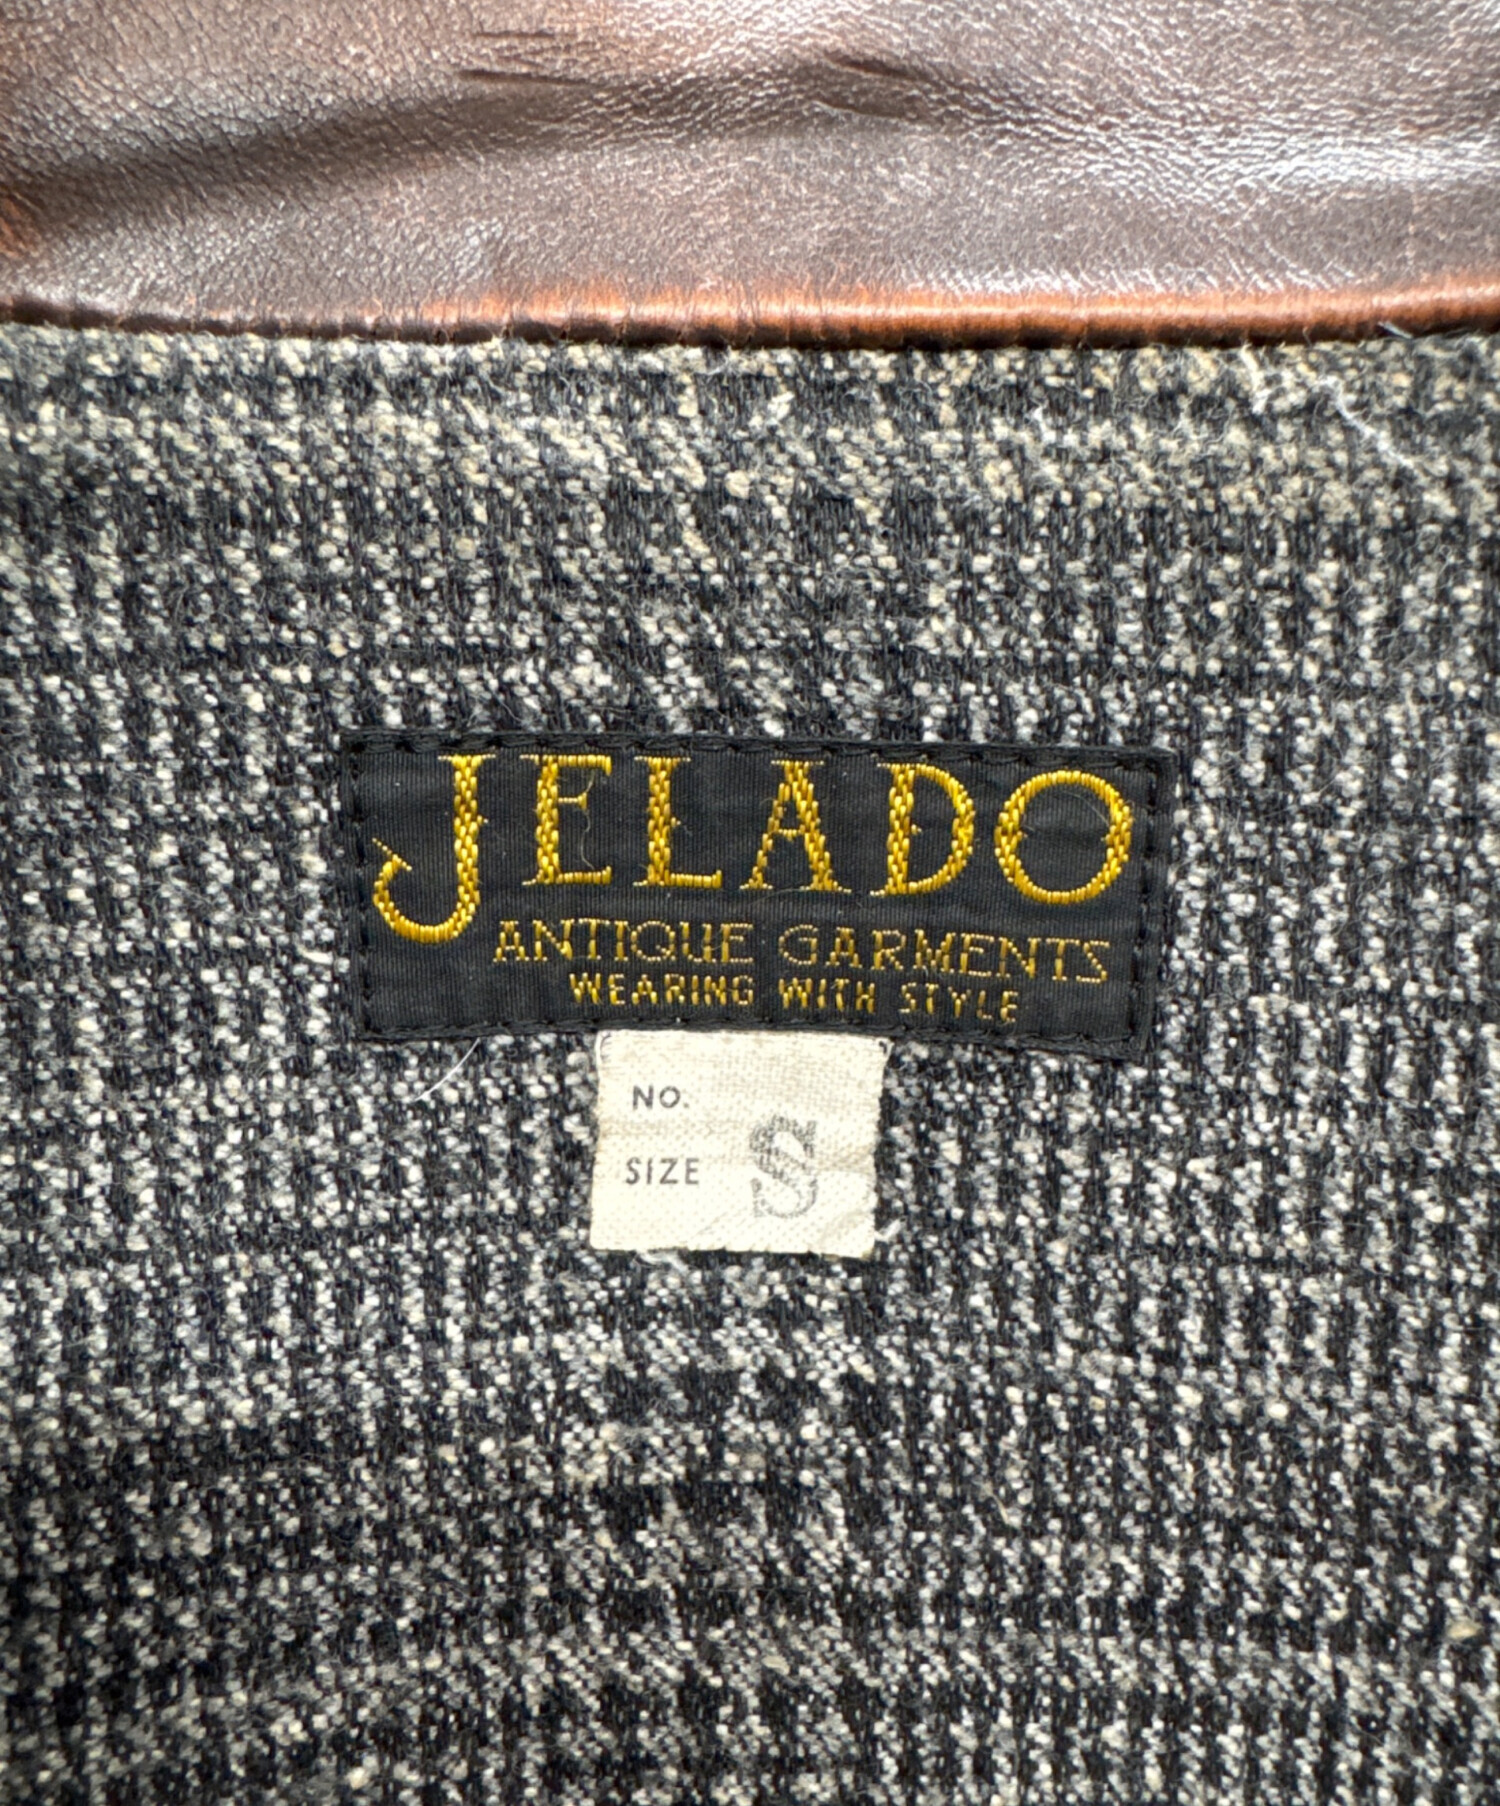 JELADO
ANTIQUE GARMENTS
WEARING WITH STYLE
NO.
SIZE S